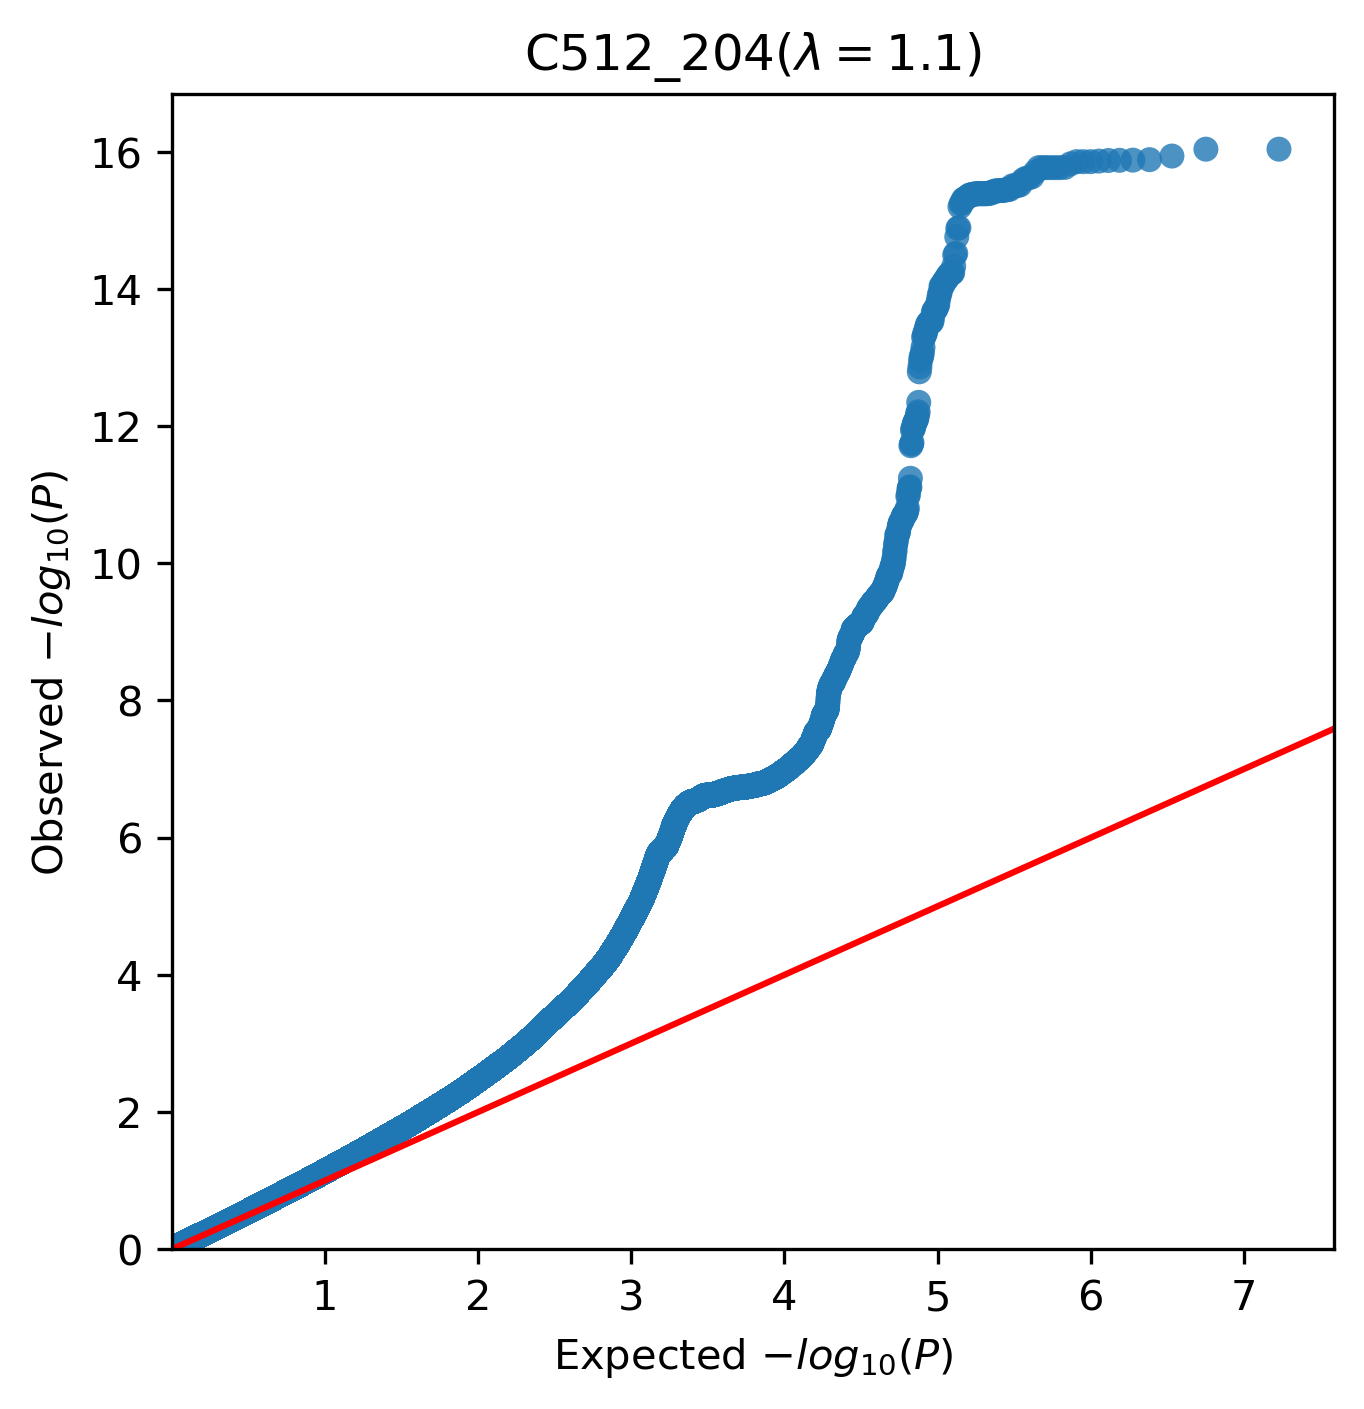 C512_204(λ = 1.1)
16
14
12
10
8
6
4
2
0
Observed −log₁₀(P)
1 2 3 4 5 6 7
Expected −log₁₀(P)